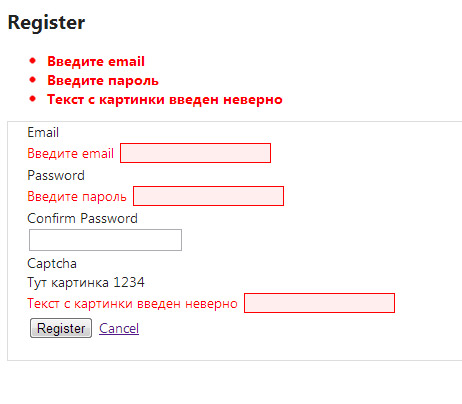 Register
Введите email
Введите пароль
Текст с картинки введен неверно
Email
Введите email
Password
Введите пароль
Confirm Password
Captcha
Тут картинка 1234
Текст с картинки введен неверно
Register Cancel